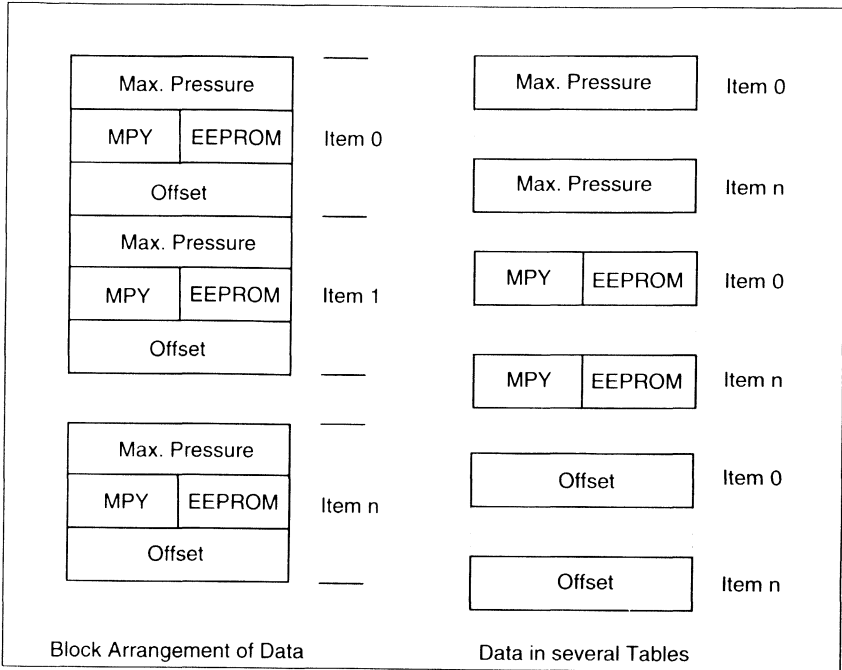 Max. Pressure
MPY EEPROM Item 0
Offset
Max. Pressure
MPY EEPROM Item 1
Offset
Max. Pressure
MPY EEPROM Item n
Offset
Block Arrangement of Data
Max. Pressure Item 0
Max. Pressure Item n
MPY EEPROM Item 0
MPY EEPROM Item n
Offset Item 0
Offset Item n
Data in several Tables